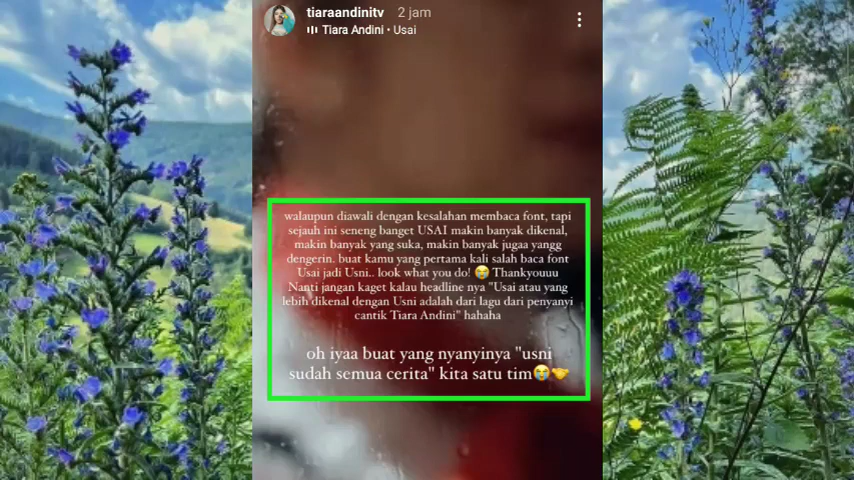 tiaraandinitv 2 jam
Tiara Andini • Usai
walaupun diawali dengan kesalahan membaca font, tapi
sejauh ini seneng banget USAI makin banyak dikenal,
makin banyak yang suka, makin banyak jugaa yangg
dengerin. buat kamu yang pertama kali salah baca font
Usai jadi Usni.. look what you do! 😭 Thankyouuu
Nanti jangan kaget kalau headline nya "Usai atau yang
lebih dikenal dengan Usni adalah dari lagu dari penyanyi
cantik Tiara Andini" hahaha
oh iyaa buat yang nyanyinya "usni
sudah semua cerita" kita satu tim😭🤝